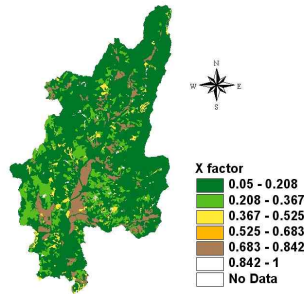 N
W E
S
X factor
0.05 - 0.208
0.208 - 0.367
0.367 - 0.525
0.525 - 0.683
0.683 - 0.842
0.842 - 1
No Data